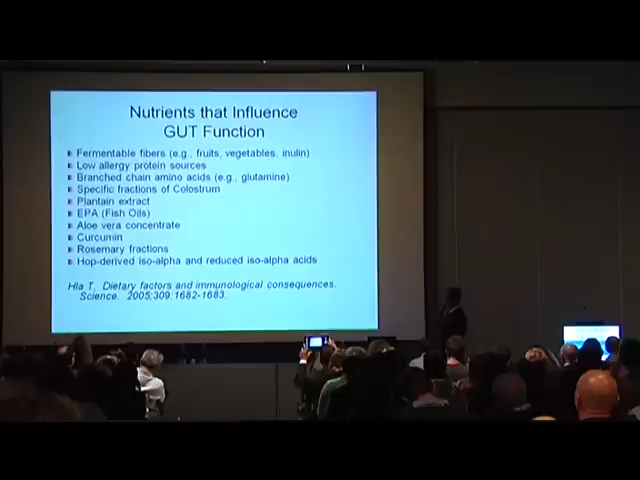 Nutrients that Influence
GUT Function
Fermentable fibers (e.g., fruits, vegetables, inulin)
Low allergy protein sources
Branched chain amino acids (e.g., glutamine)
Specific fractions of Colostrum
Plantain extract
EPA (Fish Oils)
Aloe vera concentrate
Curcumin
Rosemary fractions
Hop-derived iso-alpha and reduced iso-alpha acids
Hla T. Dietary factors and immunological consequences.
Science. 2005;309:1682-1683.